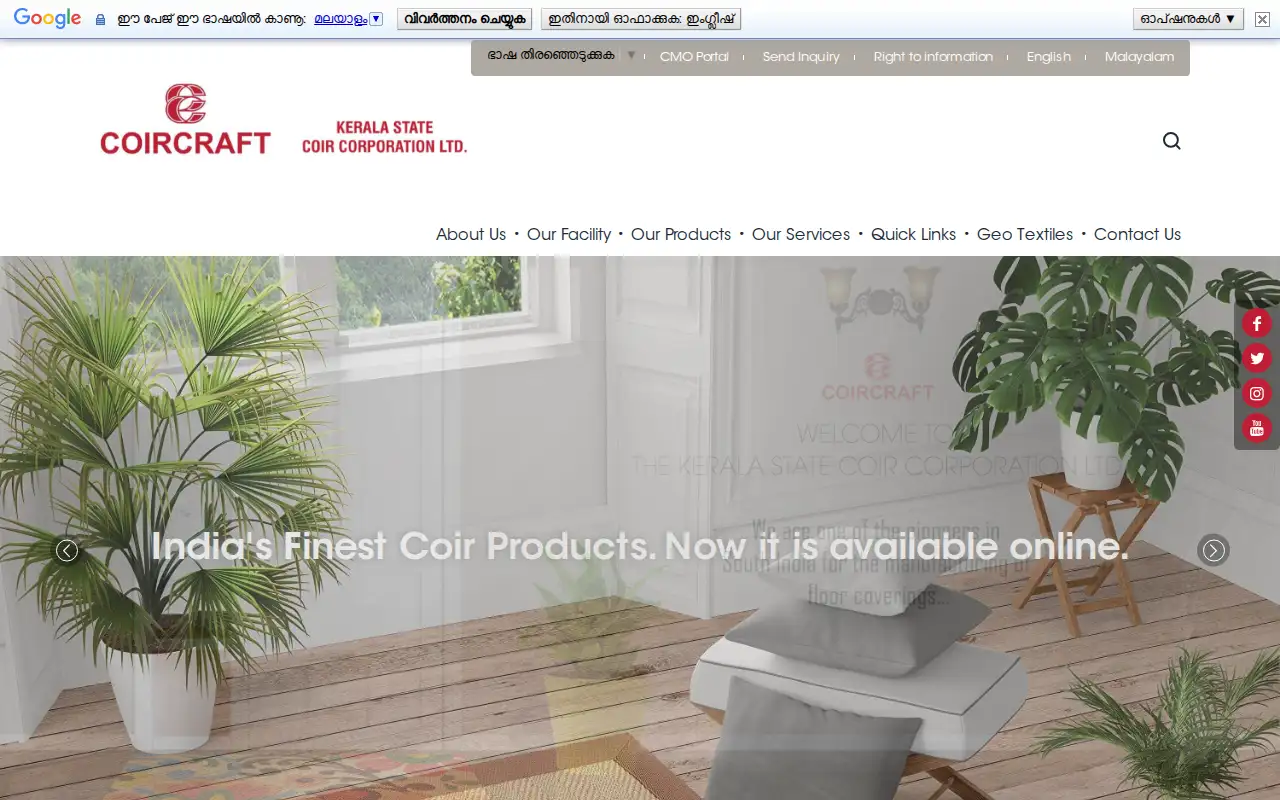 Google ഈ പേജ് ഈ ഭാഷയിൽ കാണൂ: മലയാളം വിവർത്തനം ചെയ്യുക ഇതിനായി ഓഫാക്കുക: ഇംഗ്ലീഷ് ഓപ്ഷനുകൾ ▼
ഭാഷ തിരഞ്ഞെടുക്കുക ▼ CMO Portal Send Inquiry Right to information English Malayalam
COIRCRAFT
KERALA STATE
COIR CORPORATION LTD.
About Us • Our Facility • Our Products • Our Services • Quick Links • Geo Textiles • Contact Us
COIRCRAFT
WELCOME TO
THE KERALA STATE COIR CORPORATION LTD
India's Finest Coir Products. Now it is available online.
We are one of the pioneers in
South India for the manufacturing of
floor coverings...
You
Tube